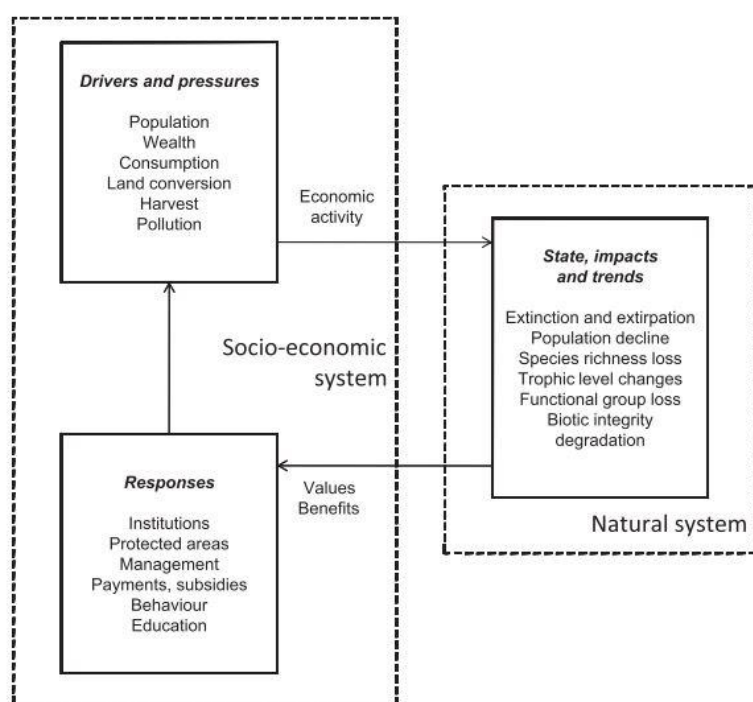 Drivers and pressures
Population
Wealth
Consumption
Land conversion
Harvest
Pollution
Economic
activity
State, impacts
and trends
Extinction and extirpation
Population decline
Species richness loss
Trophic level changes
Functional group loss
Biotic integrity
degradation
Socio-economic
system
Responses
Institutions
Protected areas
Management
Payments, subsidies
Behaviour
Education
Values
Benefits
Natural system